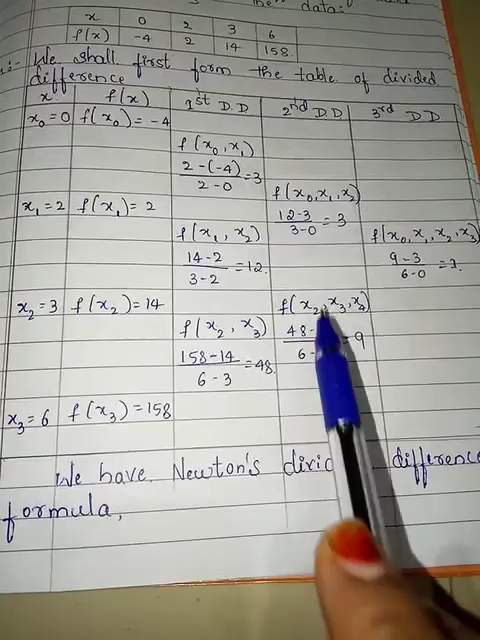 data:
x 0 2 3 6
f(x) -4 2 14 158
We shall first form the table of divided
difference
x f(x) 1st D.D 2nd D.D 3rd D D
x₀=0 f(x₀)=-4
f(x₀,x₁)
2-(-4)/2-0 =3
f(x₀,x₁,x₂)
12-3/3-0 =3
x₁=2 f(x₁)=2
f(x₁,x₂)
14-2/3-2 =12.
f(x₀,x₁,x₂,x₃)
9-3/6-0 =1.
x₂=3 f(x₂)=14
f(x₂,x₃,x₄)
=9
f(x₂,x₃)
158-14/6-3 =48
x₃=6 f(x₃)=158
We have Newton's difference
formula,